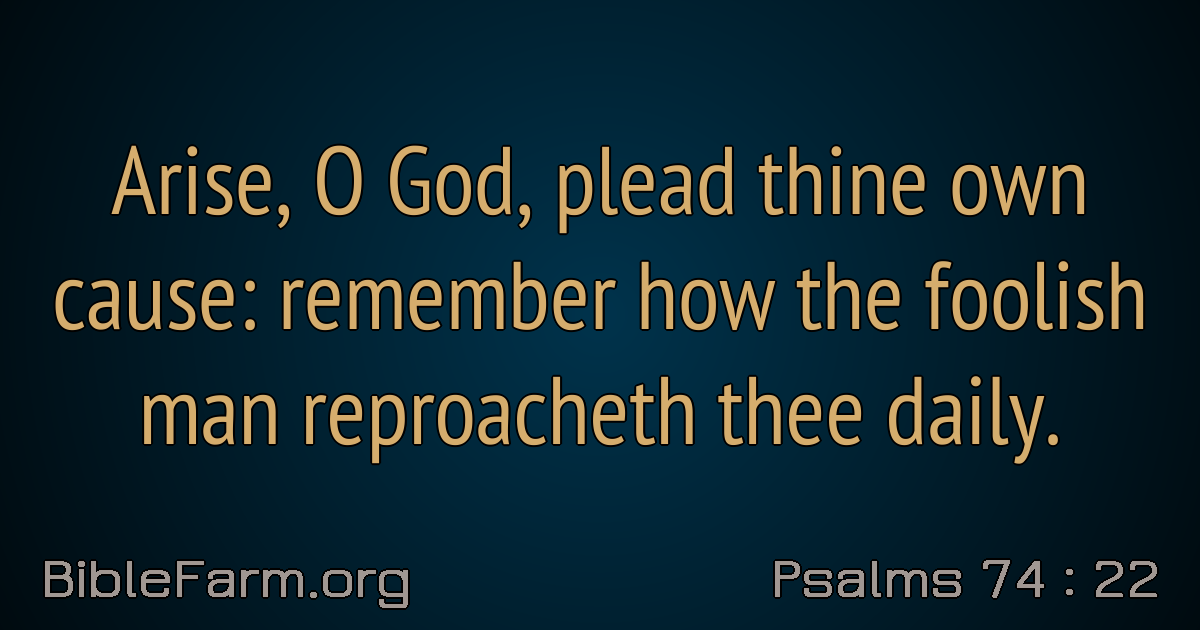 Arise, O God, plead thine own
cause: remember how the foolish
man reproacheth thee daily.
BibleFarm.org
Psalms 74 : 22